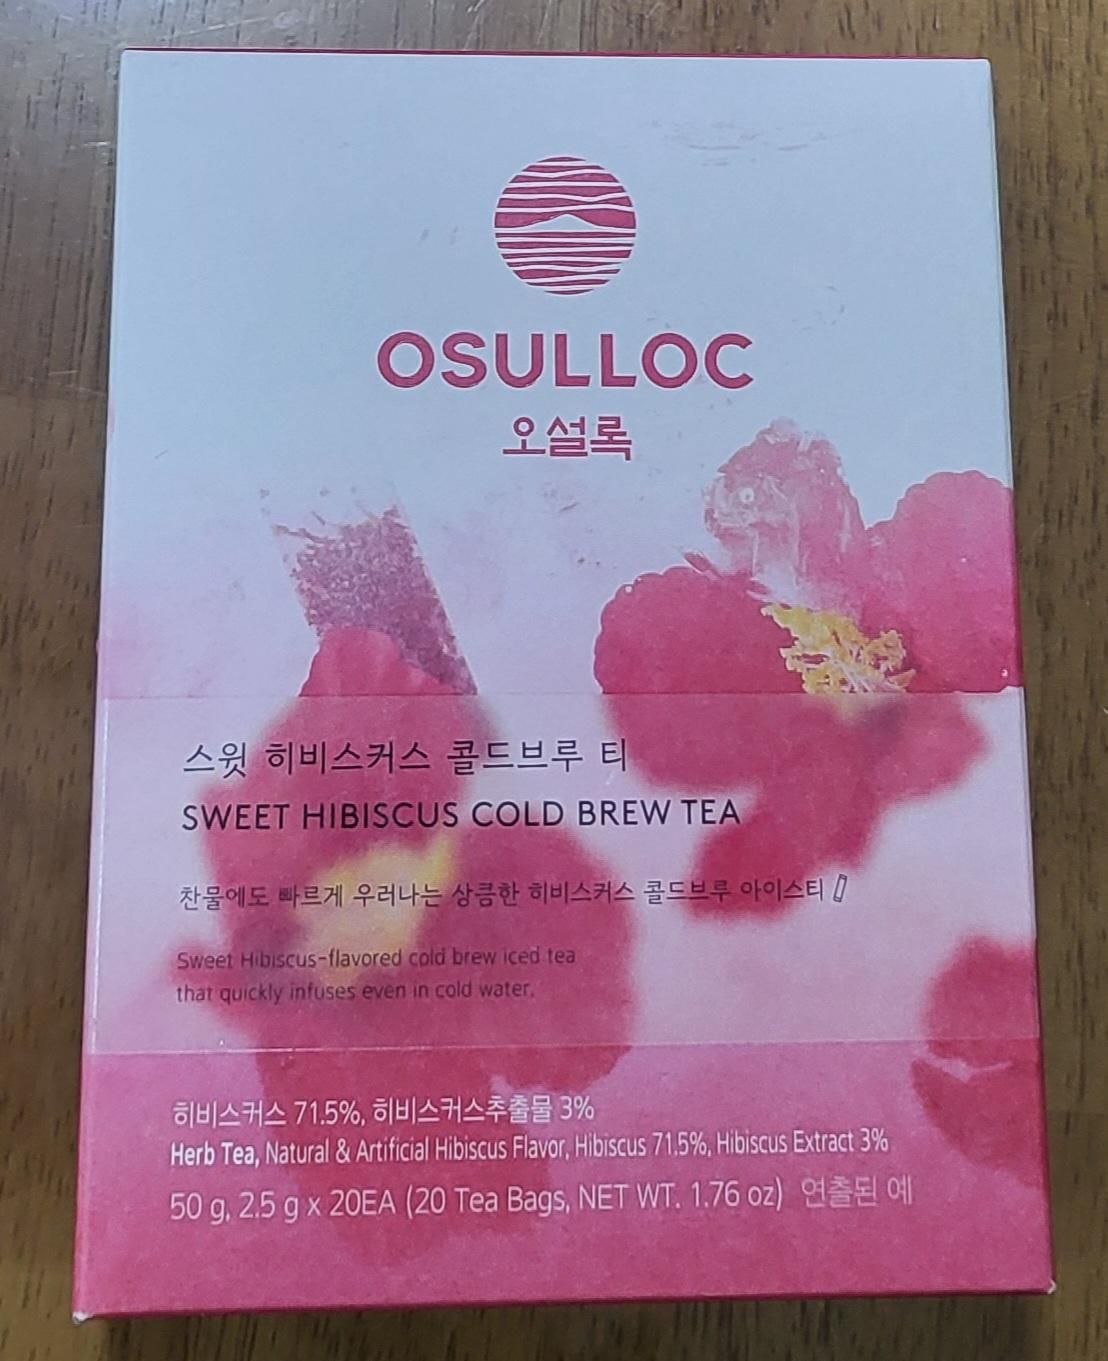 OSULLOC
오설록
스윗 히비스커스 콜드브루 티
SWEET HIBISCUS COLD BREW TEA
찬물에도 빠르게 우러나는 상큼한 히비스커스 콜드브루 아이스티
Sweet Hibiscus-flavored cold brew iced tea
that quickly infuses even in cold water.
히비스커스 71.5%, 히비스커스추출물 3%
Herb Tea, Natural & Artificial Hibiscus Flavor, Hibiscus 71.5%, Hibiscus Extract 3%
50 g, 2.5 g x 20EA (20 Tea Bags, NET WT. 1.76 oz) 연출된 예